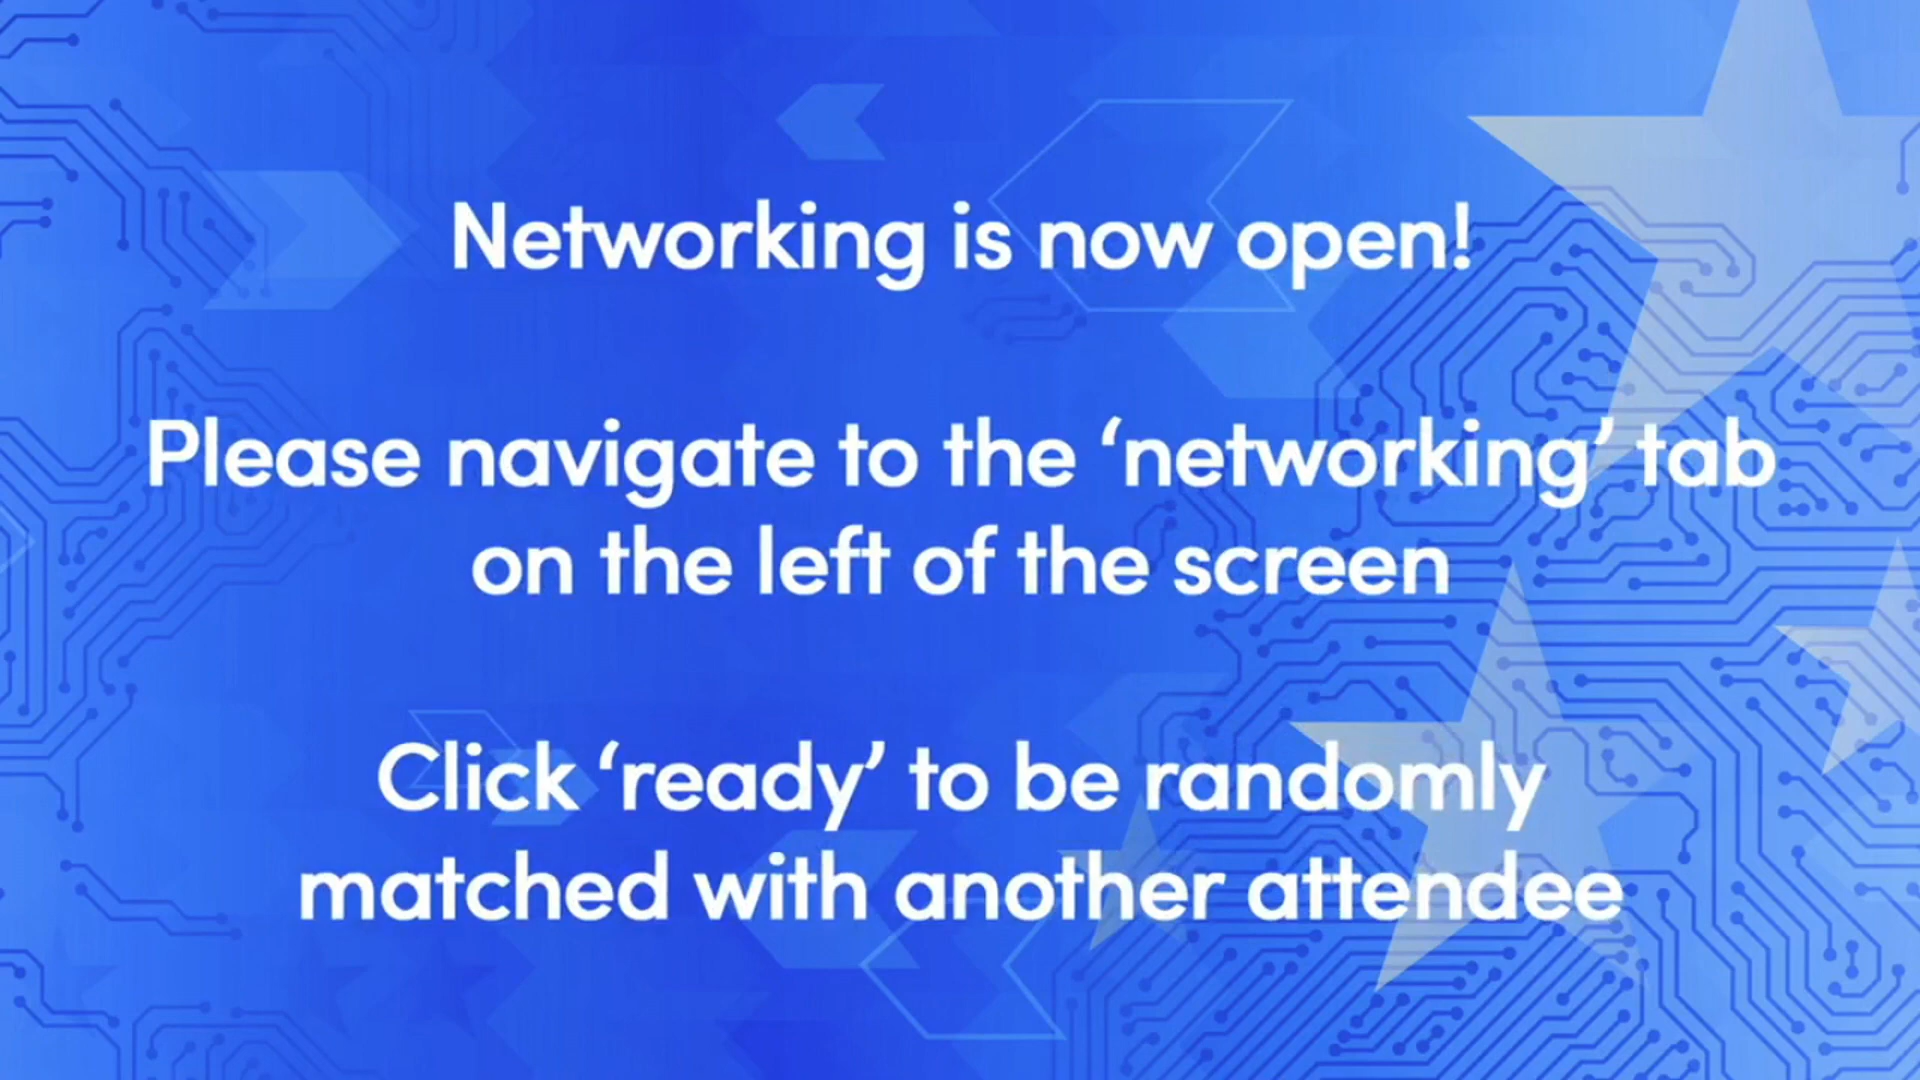 Networking is now open!
Please navigate to the ‘networking’ tab
on the left of the screen
Click ‘ready’ to be randomly
matched with another attendee